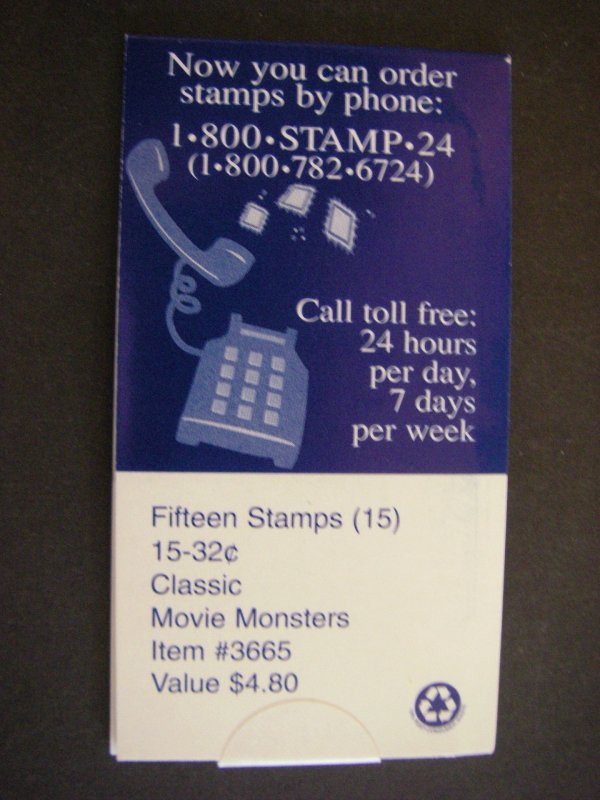 Now you can order
stamps by phone:
1•800•STAMP•24
(1•800•782•6724)
Call toll free:
24 hours
per day,
7 days
per week
Fifteen Stamps (15)
15-32¢
Classic
Movie Monsters
Item #3665
Value $4.80